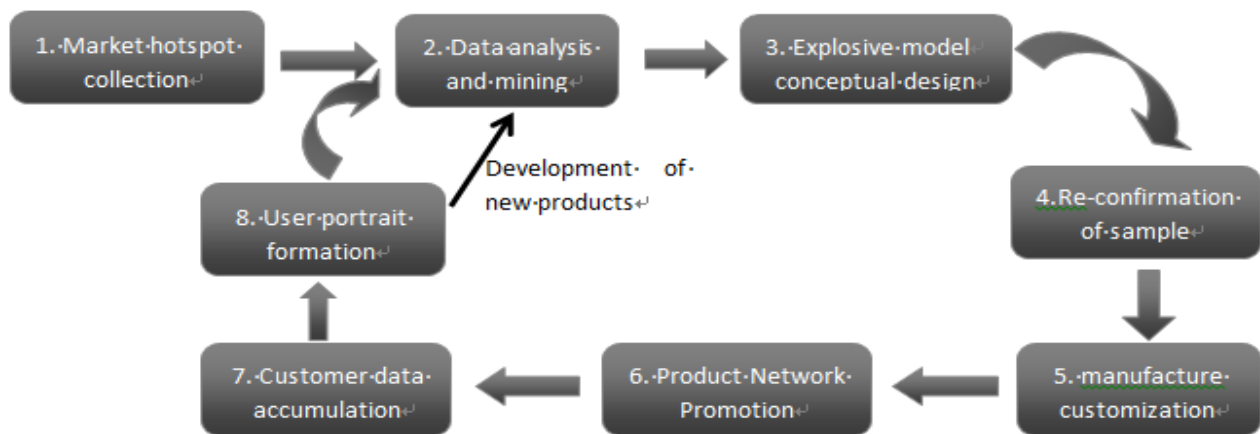 1. Market hotspot
collection
2. Data analysis
and mining
3. Explosive model
conceptual design
4.Re-confirmation
of sample
5. manufacture
customization
6. Product Network
Promotion
7. Customer data
accumulation
8. User portrait
formation
Development of
new products